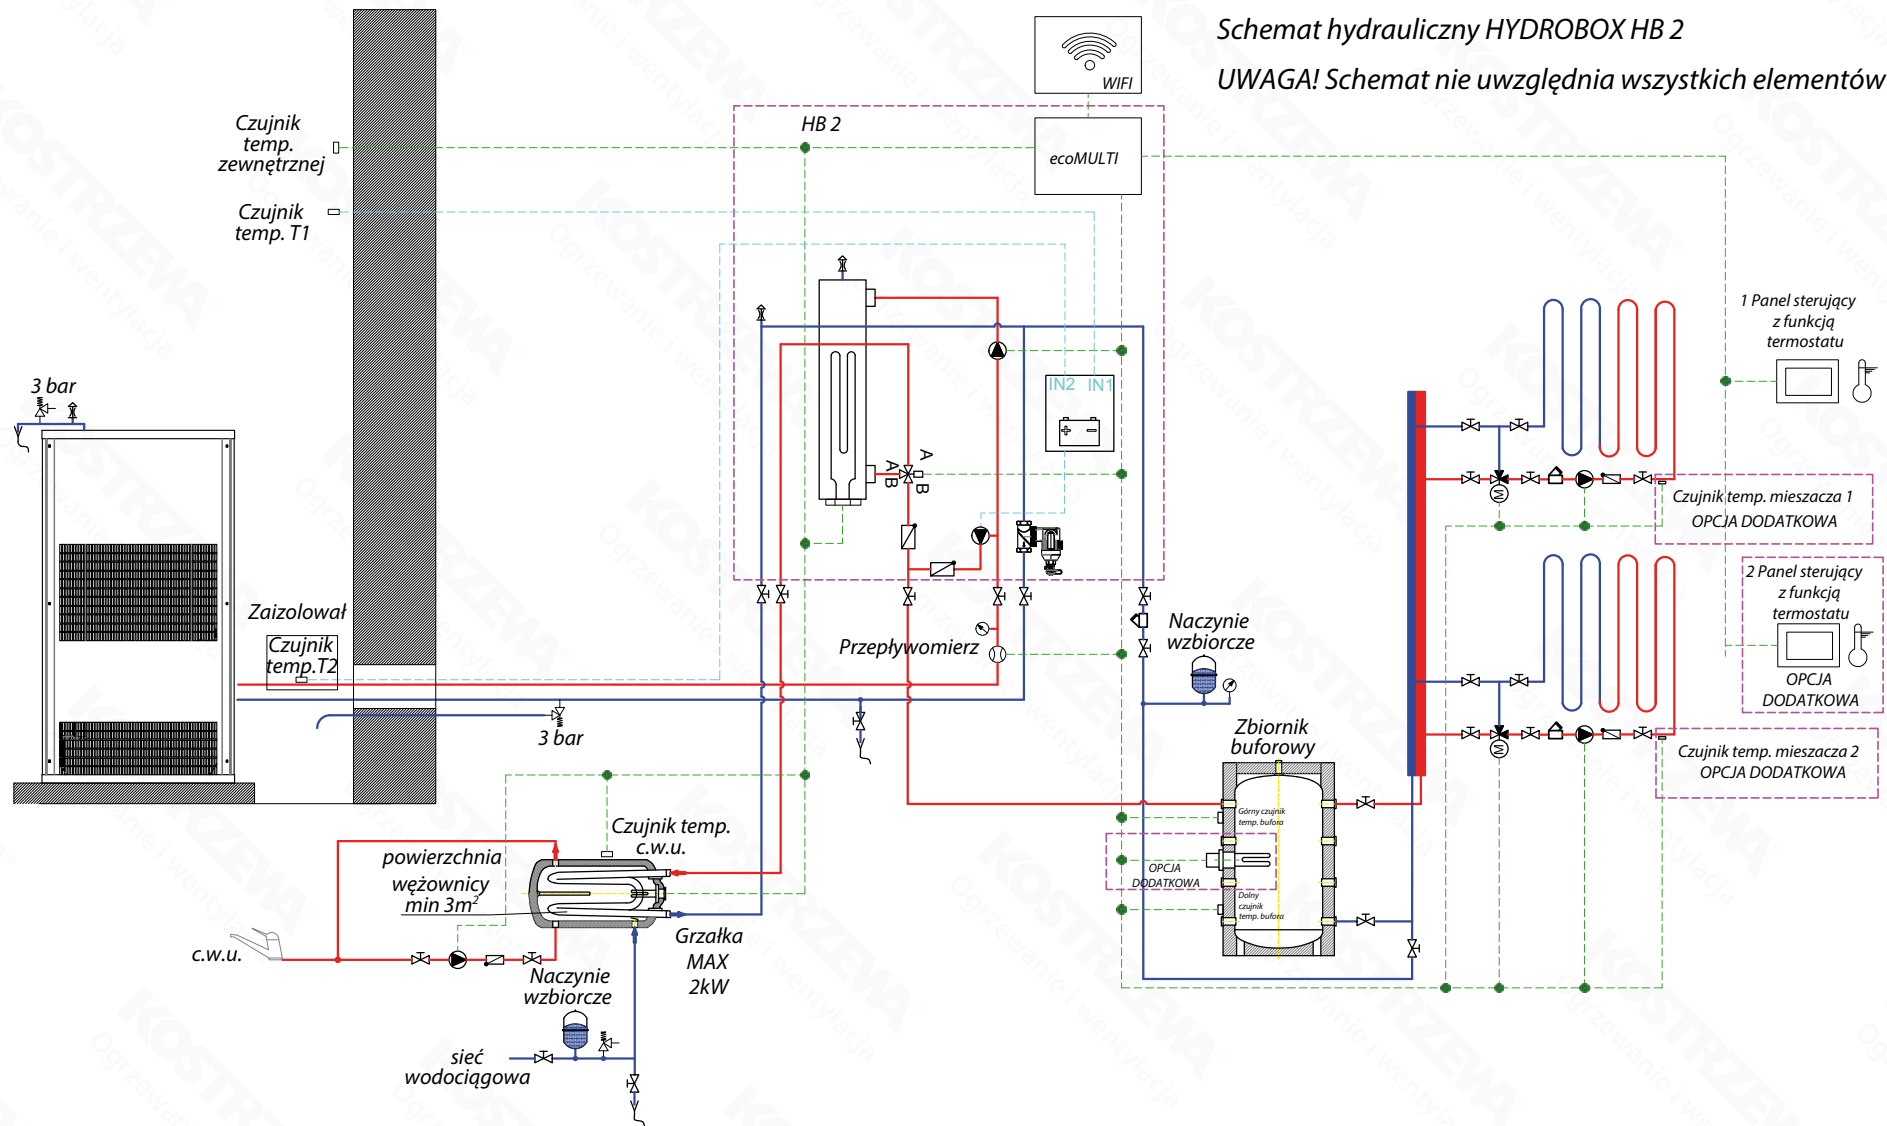 Schemat hydrauliczny HYDROBOX HB 2
UWAGA! Schemat nie uwzględnia wszystkich elementów
WIFI
HB 2
ecoMULTI
Czujnik
temp.
zewnętrznej
Czujnik
temp. T1
IN2 IN1
1 Panel sterujący
z funkcją
termostatu
3 bar
A
A
B
B
Czujnik temp. mieszacza 1
OPCJA DODATKOWA
M
2 Panel sterujący
z funkcją
termostatu
OPCJA
DODATKOWA
Zaizolował
Czujnik
temp.T2
Przepływomierz
Naczynie
wzbiorcze
3 bar
Zbiornik
buforowy
M
Czujnik temp. mieszacza 2
OPCJA DODATKOWA
Górny czujnik
temp. bufora
OPCJA
DODATKOWA
Dolny
czujnik
temp. bufora
Czujnik temp.
c.w.u.
powierzchnia
wężownicy
min 3m²
Grzałka
MAX
2kW
c.w.u.
Naczynie
wzbiorcze
sieć
wodociągowa
KOSTRZEWA
Ogrzewanie i wentylacja